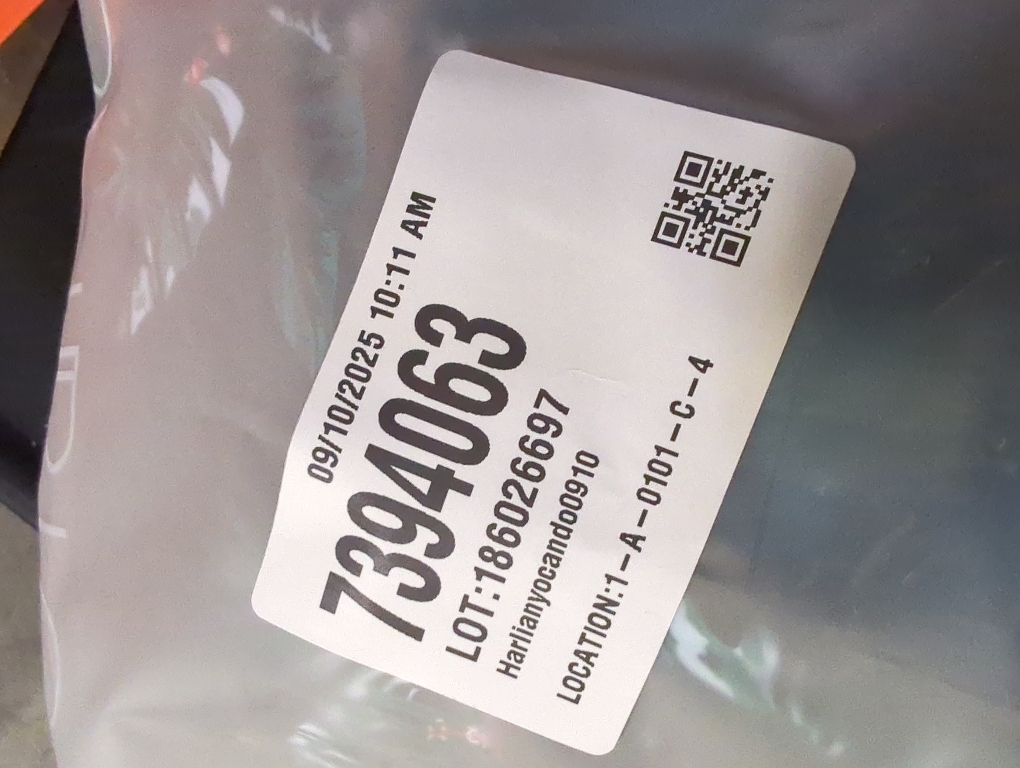 09/10/2025 10:11 AM
7394063
LOT:186026697
Harlianyocando0910
LOCATION:1-A-0101-C-4